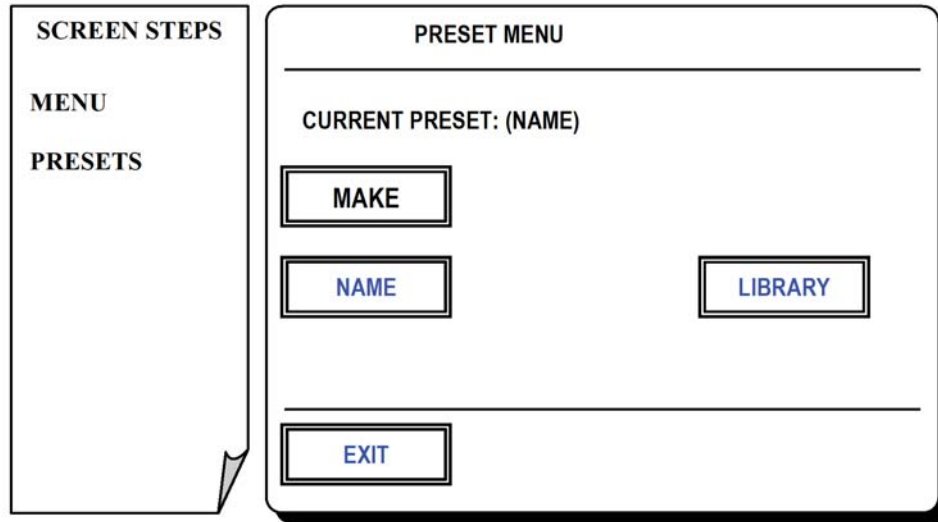 SCREEN STEPS
MENU
PRESETS
PRESET MENU
CURRENT PRESET: (NAME)
MAKE
NAME
LIBRARY
EXIT